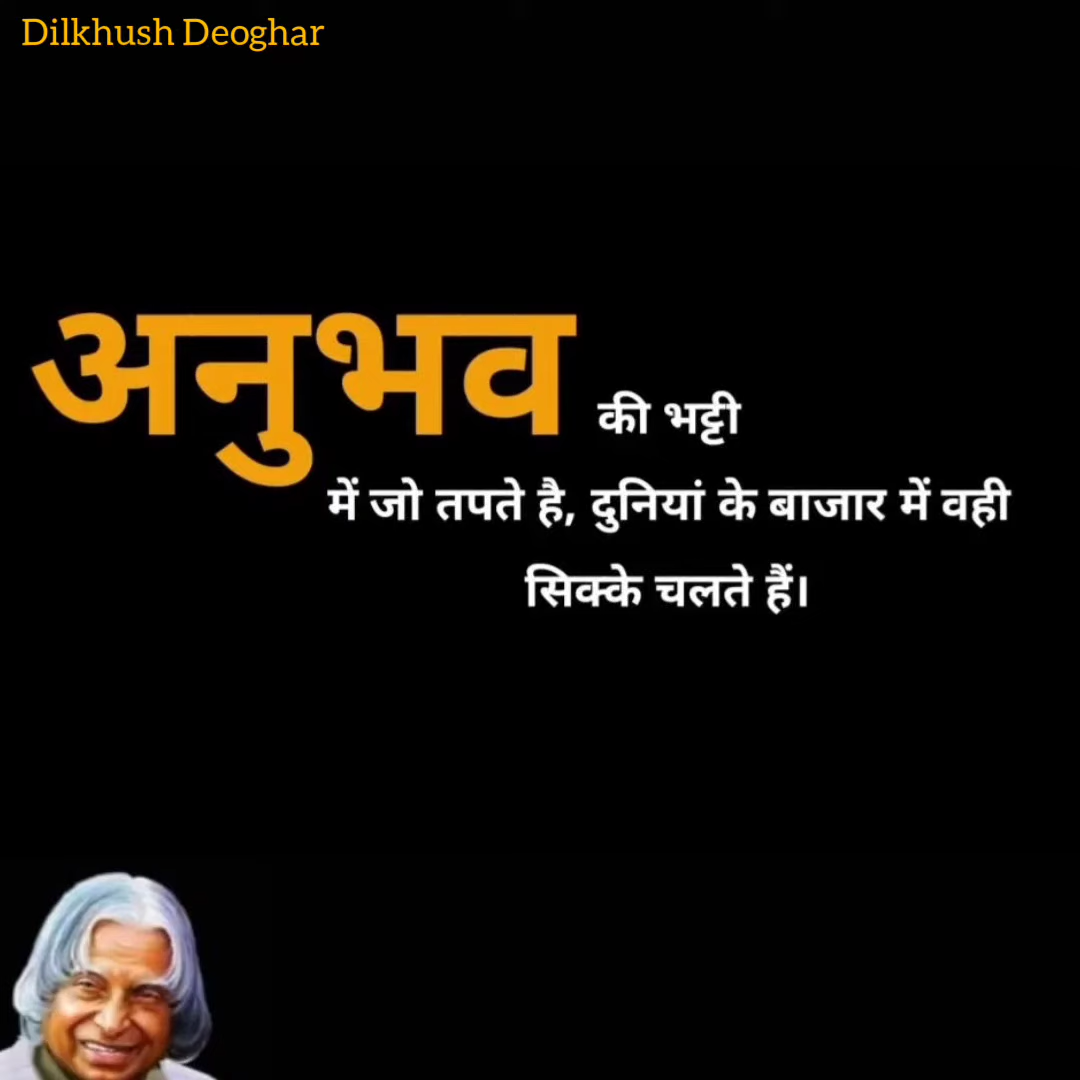 Dilkhush Deoghar
अनुभव की भट्टी
में जो तपते है, दुनियां के बाजार में वही
सिक्के चलते हैं।